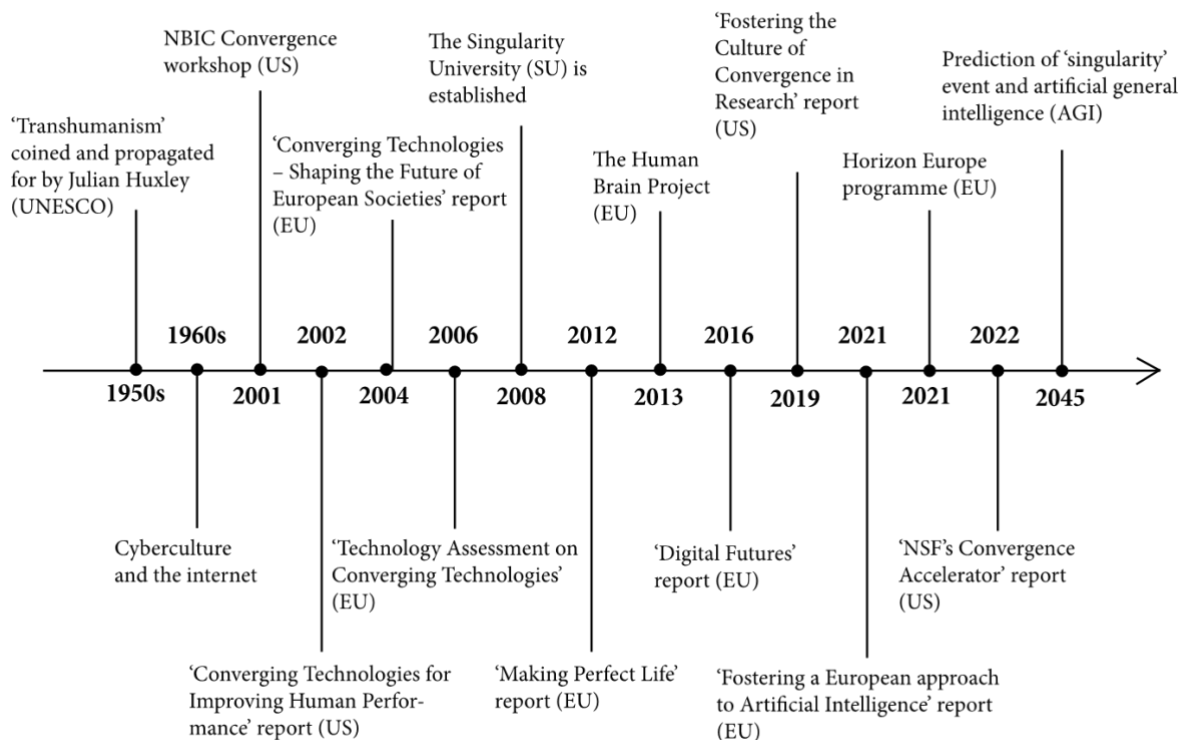 ‘Transhumanism’
coined and propagated
for by Julian Huxley
(UNESCO)
NBIC Convergence
workshop (US)
‘Converging Technologies
– Shaping the Future of
European Societies’ report
(EU)
The Singularity
University (SU) is
established
The Human
Brain Project
(EU)
‘Fostering the
Culture of
Convergence in
Research’ report
(US)
Horizon Europe
programme (EU)
Prediction of ‘singularity’
event and artificial general
intelligence (AGI)
1960s
2002
2006
2012
2016
2021
2022
1950s
2001
2004
2008
2013
2019
2021
2045
Cyberculture
and the internet
‘Converging Technologies for
Improving Human Perfor-
mance’ report (US)
‘Technology Assessment on
Converging Technologies’
(EU)
‘Making Perfect Life’
report (EU)
‘Digital Futures’
report (EU)
‘Fostering a European approach
to Artificial Intelligence’ report
(EU)
‘NSF’s Convergence
Accelerator’ report
(US)